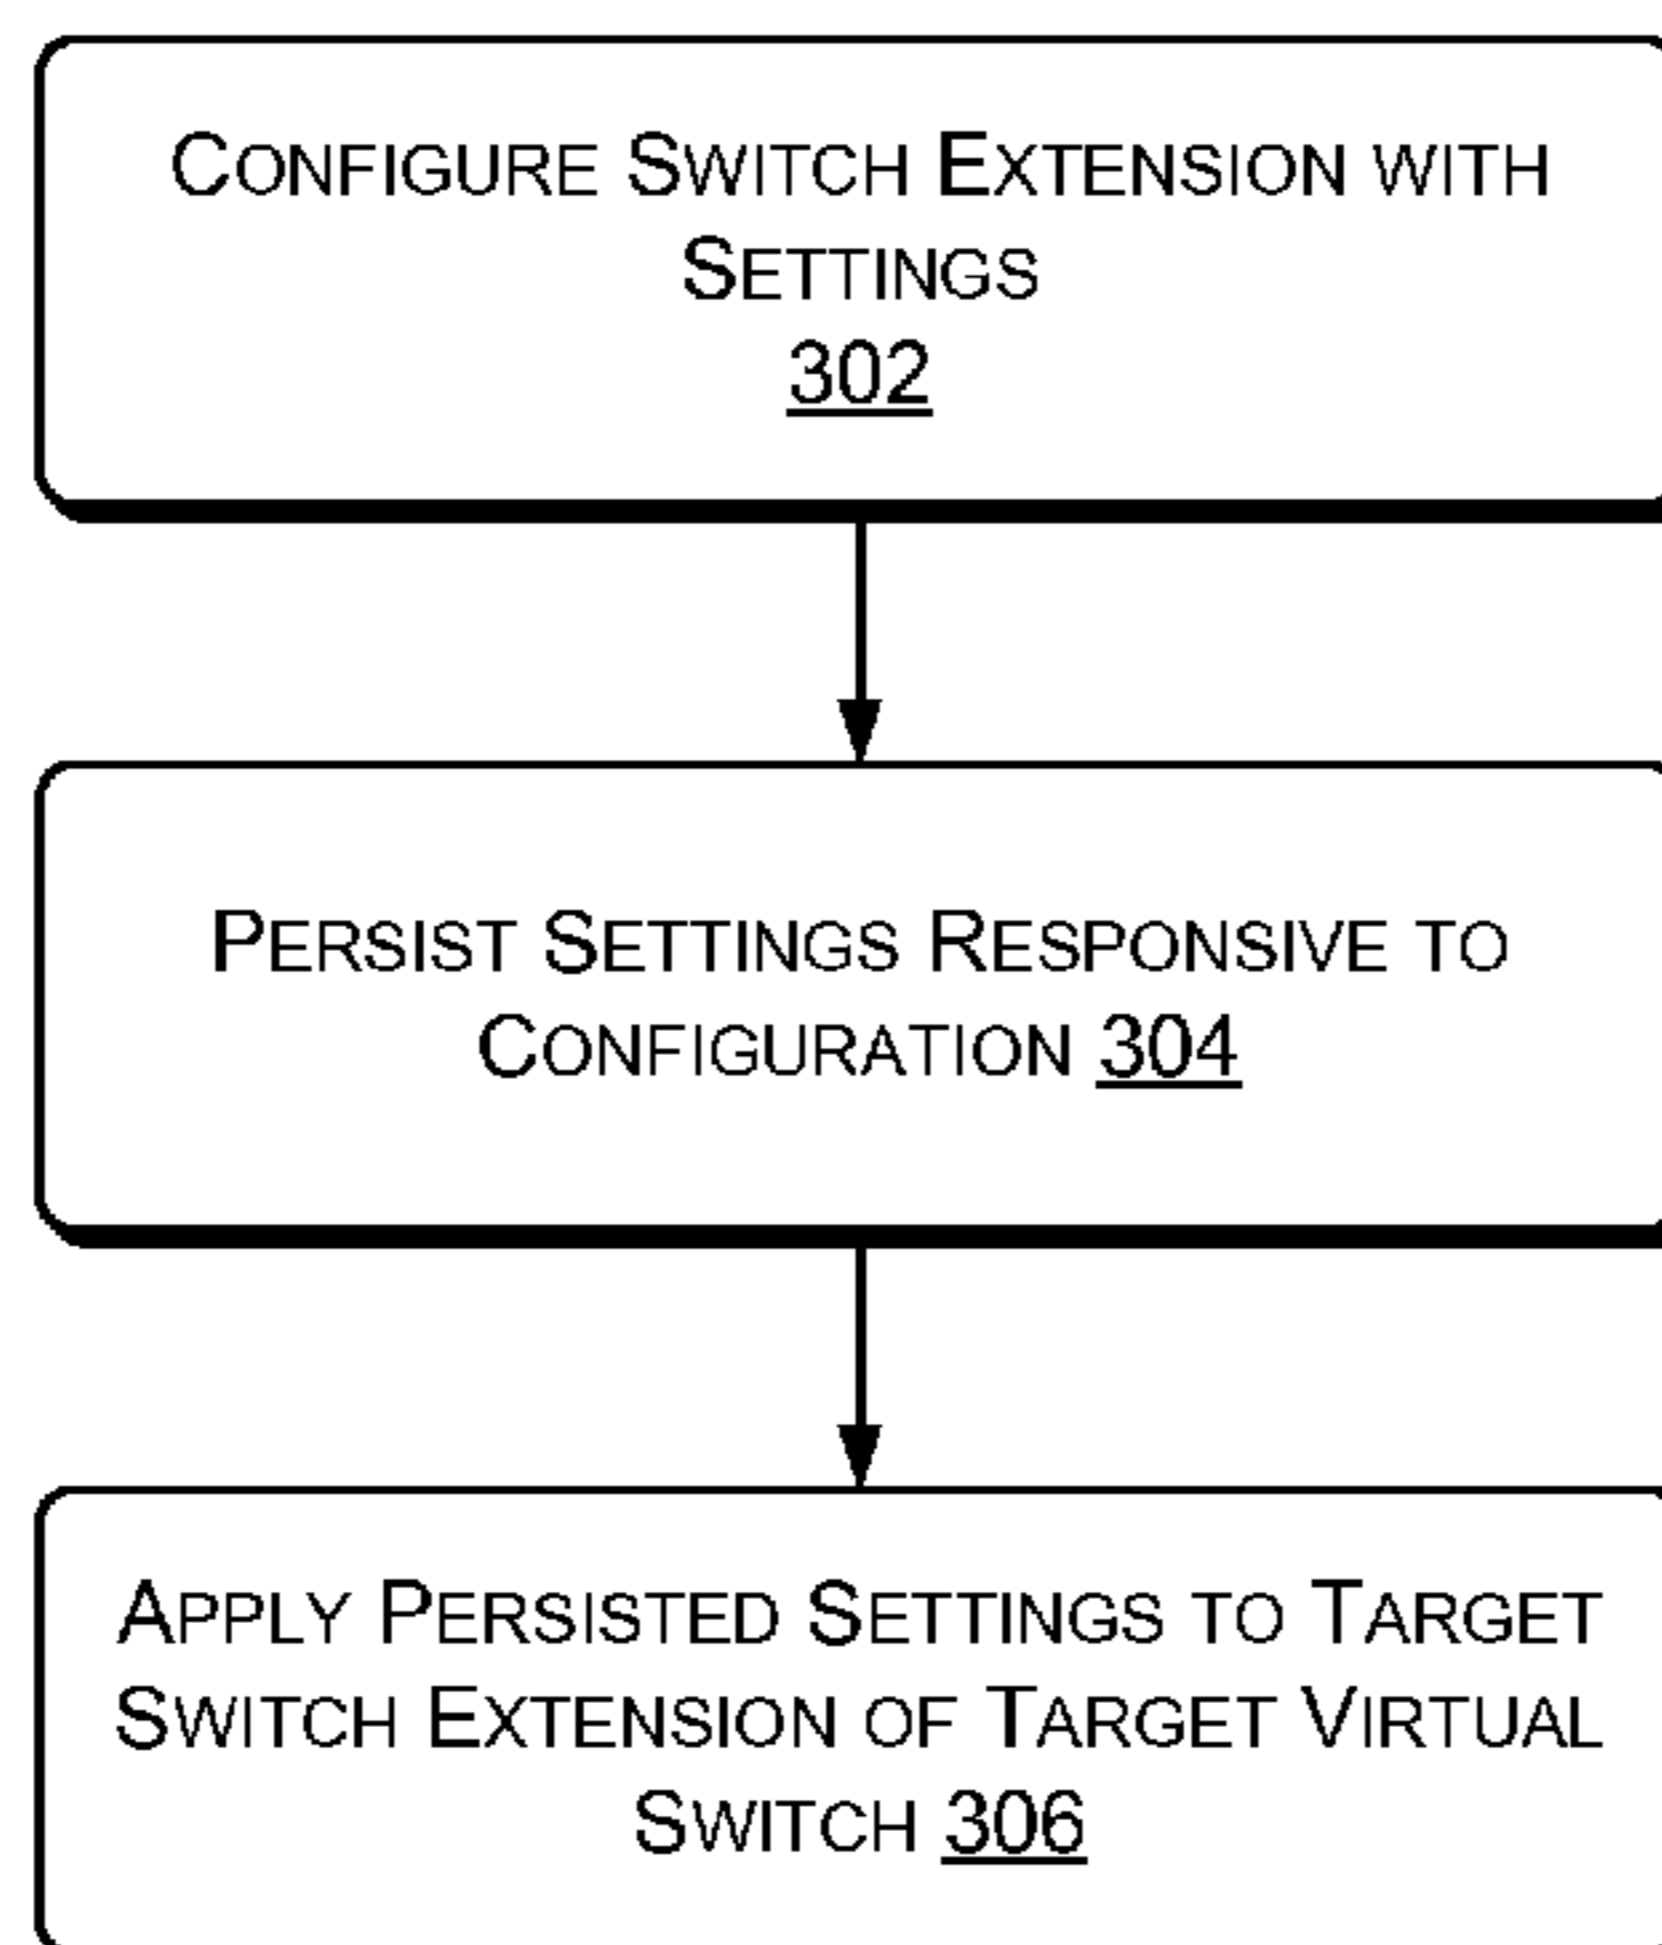 CONFIGURE SWITCH EXTENSION WITH
SETTINGS
302
PERSIST SETTINGS RESPONSIVE TO
CONFIGURATION 304
APPLY PERSISTED SETTINGS TO TARGET
SWITCH EXTENSION OF TARGET VIRTUAL
SWITCH 306